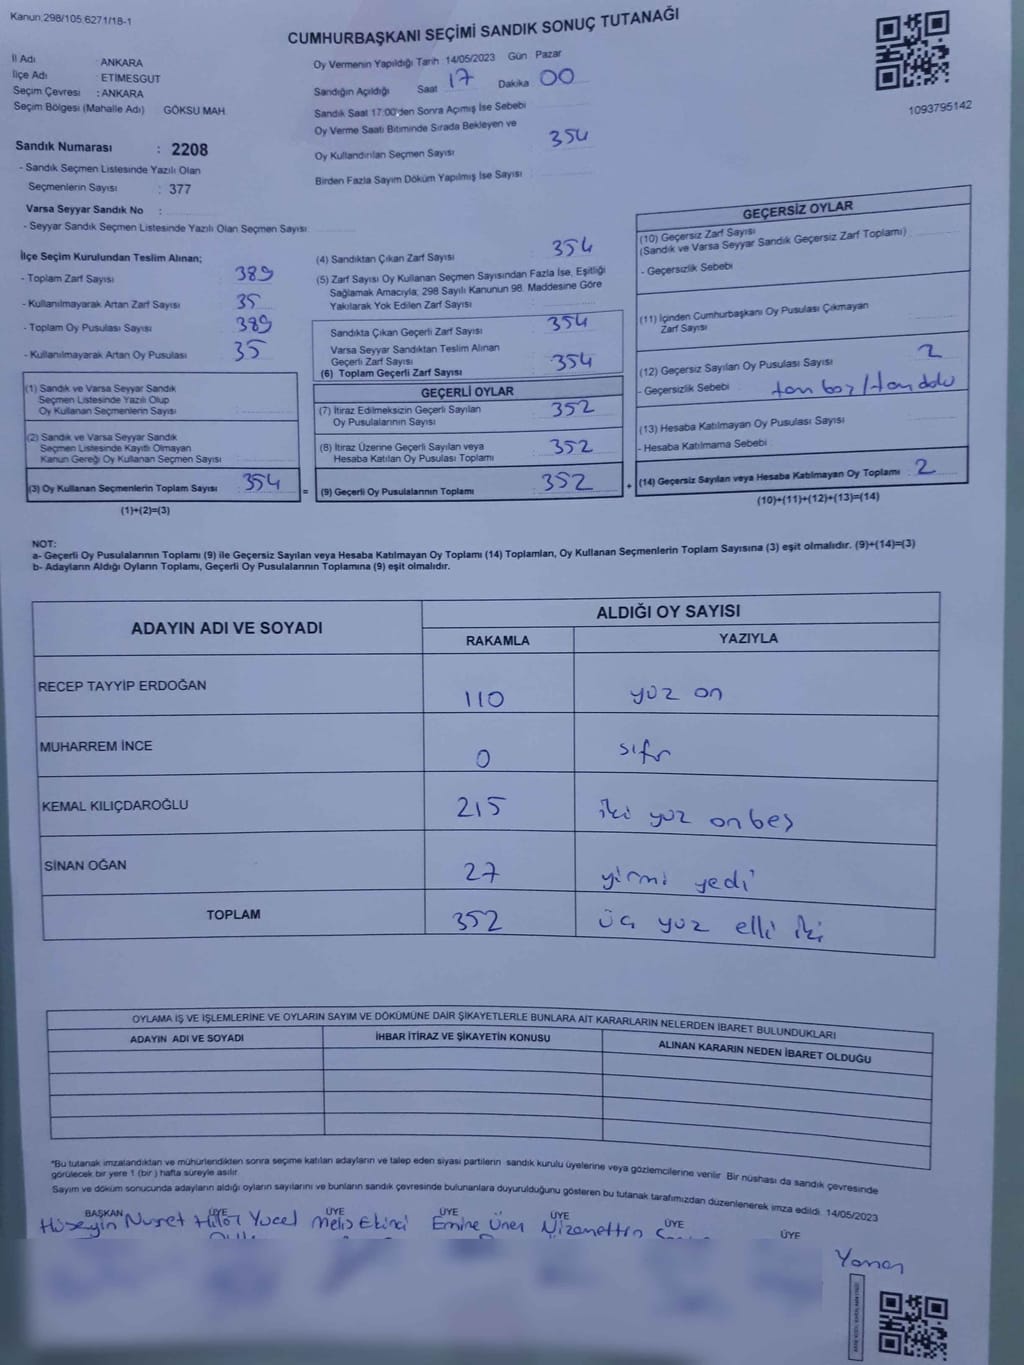 Kanun:298/105.6271/18-1
CUMHURBAŞKANI SEÇİMİ SANDIK SONUÇ TUTANAĞI
İl Adı : ANKARA
İlçe Adı : ETİMESGUT
Seçim Çevresi : ANKARA
Seçim Bölgesi (Mahalle Adı) GÖKSU MAH
Oy Vermenin Yapıldığı Tarih 14/05/2023 Gün Pazar
Sandığın Açıldığı Saat 17 Dakika 00
Sandık Saat 17:00'den Sonra Açımış İse Sebebi
Oy Verme Saati Bitiminde Sırada Bekleyen ve
Oy Kullandırılan Seçmen Sayısı 354
Birden Fazla Sayım Döküm Yapılmış İse Sayısı
1093795142
Sandık Numarası : 2208
- Sandık Seçmen Listesinde Yazılı Olan
Seçmenlerin Sayısı : 377
Varsa Seyyar Sandık No :
- Seyyar Sandık Seçmen Listesinde Yazılı Olan Seçmen Sayısı
İlçe Seçim Kurulundan Teslim Alınan;
- Toplam Zarf Sayısı 389
- Kullanılmayarak Artan Zarf Sayısı 35
- Toplam Oy Pusulası Sayısı 389
- Kullanılmayarak Artan Oy Pusulası 35
(1) Sandık ve Varsa Seyyar Sandık
Seçmen Listesinde Yazılı Olup
Oy Kullanan Seçmenlerin Sayısı
(2) Sandık ve Varsa Seyyar Sandık
Seçmen Listesinde Kayıtlı Olmayan
Kanun Gereği Oy Kullanan Seçmen Sayısı
(3) Oy Kullanan Seçmenlerin Toplam Sayısı 354 =
(1)+(2)=(3)
(4) Sandıktan Çıkan Zarf Sayısı 354
(5) Zarf Sayısı Oy Kullanan Seçmen Sayısından Fazla İse, Eşitliği
Sağlamak Amacıyla; 298 Sayılı Kanunun 98. Maddesine Göre
Yakılarak Yok Edilen Zarf Sayısı
Sandıkta Çıkan Geçerli Zarf Sayısı 354
Varsa Seyyar Sandıktan Teslim Alınan
Geçerli Zarf Sayısı
(6) Toplam Geçerli Zarf Sayısı 354
GEÇERLİ OYLAR
(7) İtiraz Edilmeksizin Geçerli Sayılan
Oy Pusulalarının Sayısı 352
(8) İtiraz Üzerine Geçerli Sayılan veya
Hesaba Katılan Oy Pusulası Toplamı 352
(9) Geçerli Oy Pusulalarının Toplamı 352 +
GEÇERSİZ OYLAR
(10) Geçersiz Zarf Sayısı
(Sandık ve Varsa Seyyar Sandık Geçersiz Zarf Toplamı)
- Geçersizlik Sebebi
(11) İçinden Cumhurbaşkanı Oy Pusulası Çıkmayan
Zarf Sayısı
(12) Geçersiz Sayılan Oy Pusulası Sayısı 2
- Geçersizlik Sebebi
(13) Hesaba Katılmayan Oy Pusulası Sayısı
- Hesaba Katılmama Sebebi
(14) Geçersiz Sayılan veya Hesaba Katılmayan Oy Toplamı : 2
(10)+(11)+(12)+(13)=(14)
NOT:
a- Geçerli Oy Pusulalarının Toplamı (9) ile Geçersiz Sayılan veya Hesaba Katılmayan Oy Toplamı (14) Toplamları, Oy Kullanan Seçmenlerin Toplam Sayısına (3) eşit olmalıdır. (9)+(14)=(3)
b- Adayların Aldığı Oyların Toplamı, Geçerli Oy Pusulalarının Toplamına (9) eşit olmalıdır.
ADAYIN ADI VE SOYADI
ALDIĞI OY SAYISI
RAKAMLA YAZIYLA
RECEP TAYYİP ERDOĞAN 110 yüz on
MUHARREM İNCE 0 sıfır
KEMAL KILIÇDAROĞLU 215 iki yüz onbeş
SİNAN OĞAN 27 yirmi yedi
TOPLAM 352 üç yüz elli iki
OYLAMA İŞ VE İŞLEMLERİNE VE OYLARIN SAYIM VE DÖKÜMÜNE DAİR ŞİKAYETLERLE BUNLARA AİT KARARLARIN NELERDEN İBARET BULUNDUKLARI
ADAYIN ADI VE SOYADI İHBAR İTİRAZ VE ŞİKAYETİN KONUSU ALINAN KARARIN NEDEN İBARET OLDUĞU
*Bu tutanak imzalandıktan ve mühürlendikten sonra seçime katılan adayların ve talep eden siyasi partilerin sandık kurulu üyelerine veya gözlemcilerine verilir. Bir nüshası da sandık çevresinde
görülecek bir yere 1 (bir) hafta süreyle asılır.
Sayım ve döküm sonucunda adayların aldığı oyların sayılarını ve bunların sandık çevresinde bulunanlara duyurulduğunu gösteren bu tutanak tarafımızdan düzenlenerek imza edildi. 14/05/2023
BAŞKAN ÜYE ÜYE ÜYE ÜYE ÜYE ÜYE
Hüseyin Nusret Hilal Yücel Melis Ekinci Emine Üner Nizamettin
Yaman